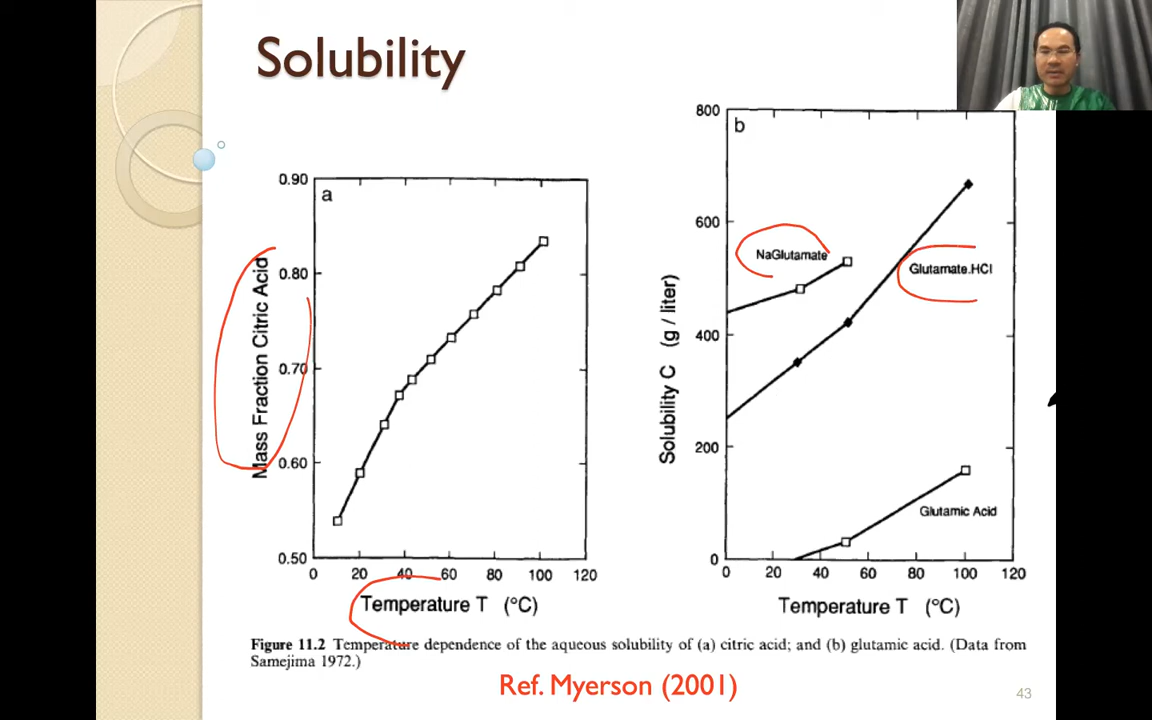 Solubility
a
0.90
0.80
0.70
0.60
0.50
0 20 40 60 80 100 120
Mass Fraction Citric Acid
Temperature T (°C)
b
800
600
400
200
0
0 20 40 60 80 100 120
Solubility C (g / liter)
Temperature T (°C)
NaGlutamate
Glutamate.HCl
Glutamic Acid
Figure 11.2 Temperature dependence of the aqueous solubility of (a) citric acid; and (b) glutamic acid. (Data from
Samejima 1972.)
Ref. Myerson (2001)
43